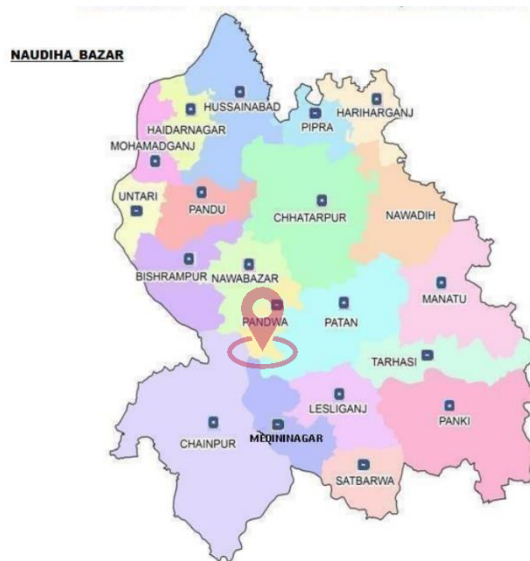 NAUDIHA_BAZAR
HUSSAINABAD
HARIHARGANJ
PIPRA
HAIDARNAGAR
MOHAMADGANJ
UNTARI
PANDU
CHHATARPUR
NAWADIH
BISHRAMPUR
NAWABAZAR
MANATU
PANDWA
PATAN
TARHASI
LESLIGANJ
PANKI
CHAINPUR
MEDININAGAR
SATBARWA